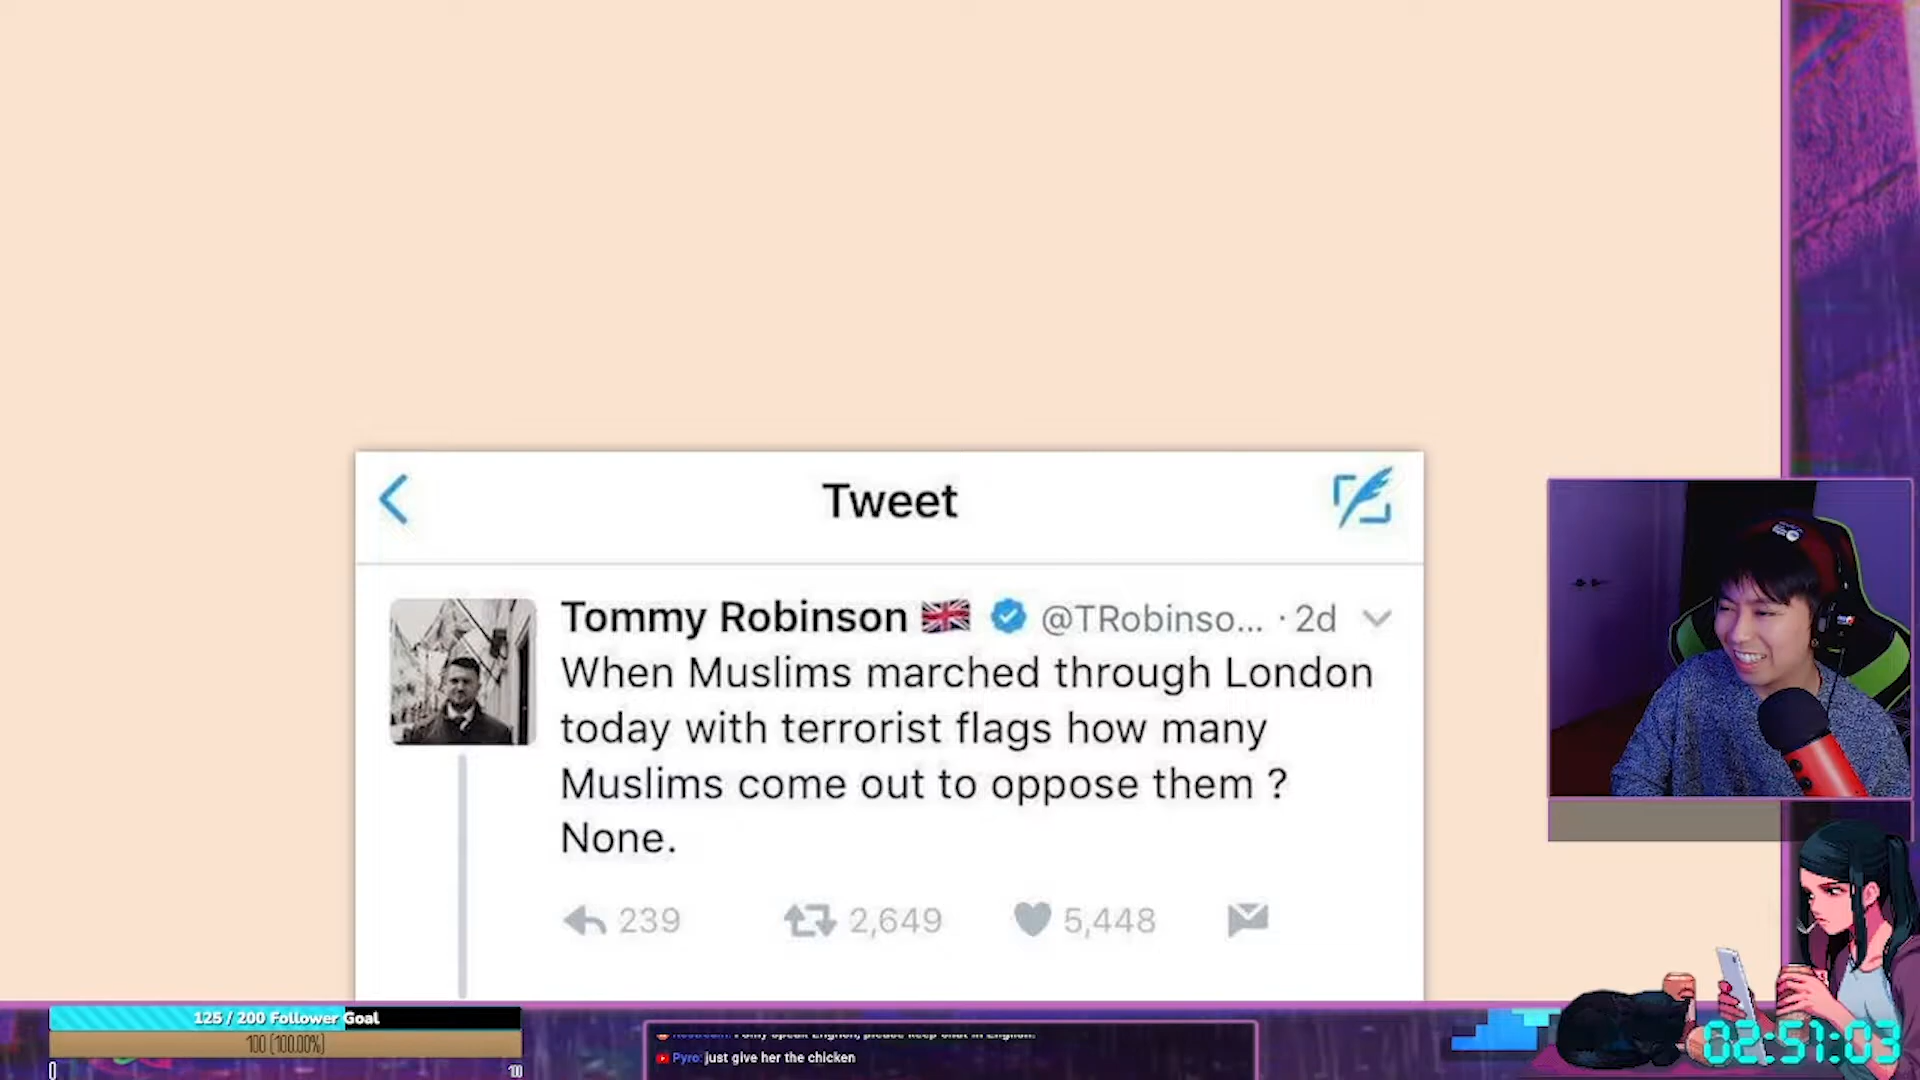 Tweet
Tommy Robinson @TRobinso... · 2d
When Muslims marched through London
today with terrorist flags how many
Muslims come out to oppose them ?
None.
239 2,649 5,448
125 / 200 Follower Goal
100 (100.00%)
0 100
Pyro: just give her the chicken
02:51:03